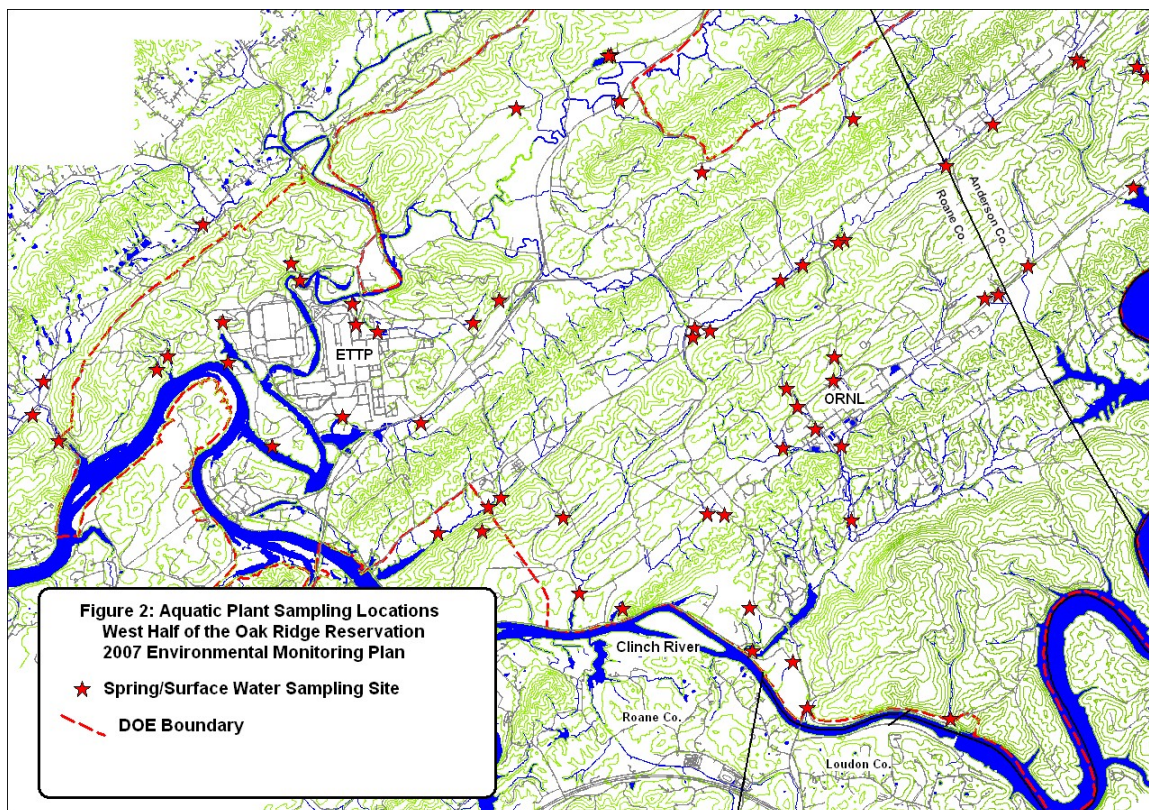 Anderson Co.
Roane Co.
ETTP
ORNL
Clinch River
Roane Co.
Loudon Co.
Figure 2: Aquatic Plant Sampling Locations
West Half of the Oak Ridge Reservation
2007 Environmental Monitoring Plan
Spring/Surface Water Sampling Site
DOE Boundary